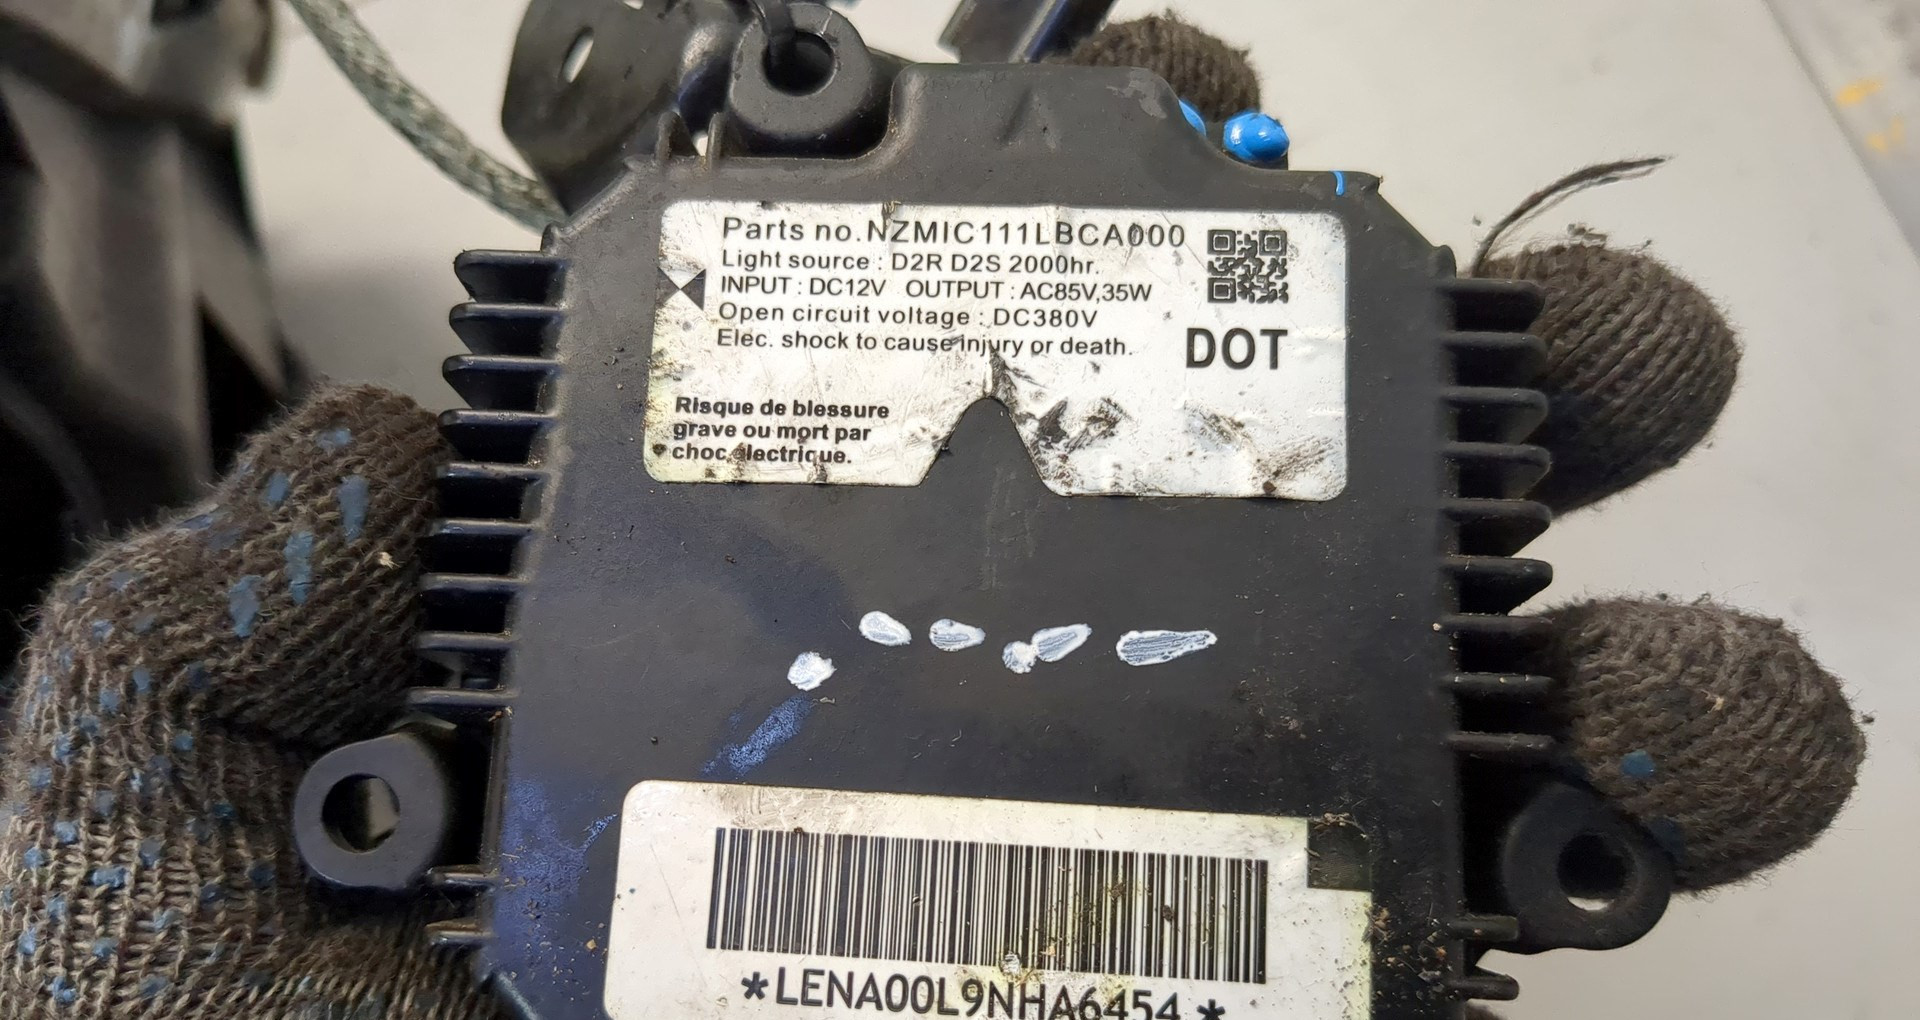 Parts no.NZMIC111LBCA000
Light source : D2R D2S 2000hr.
INPUT : DC12V OUTPUT : AC85V,35W
Open circuit voltage : DC380V
Elec. shock to cause injury or death.
DOT
Risque de blessure
grave ou mort par
choc électrique.
*LENA00L9NHA6454*